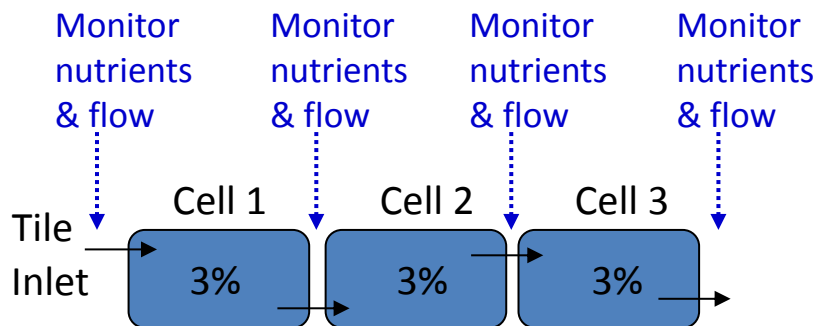 Monitor
nutrients
& flow
Monitor
nutrients
& flow
Monitor
nutrients
& flow
Monitor
nutrients
& flow
Cell 1
Cell 2
Cell 3
Tile
Inlet
3%
3%
3%